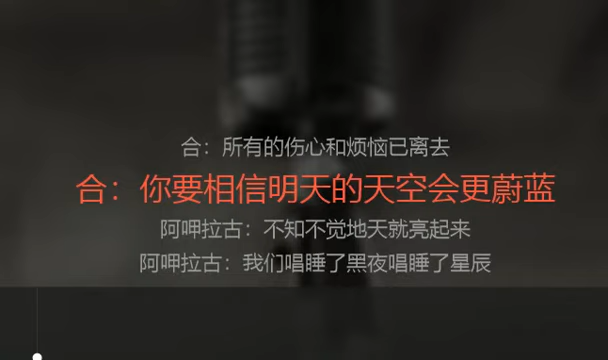 合：所有的伤心和烦恼已离去
合：你要相信明天的天空会更蔚蓝
阿呷拉古：不知不觉地天就亮起来
阿呷拉古：我们唱睡了黑夜唱睡了星辰